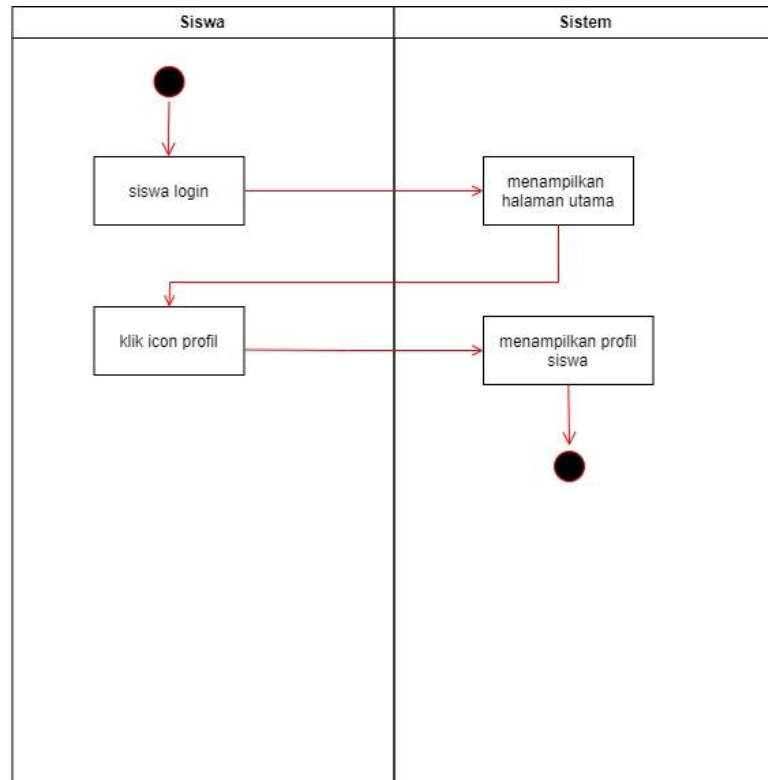 Siswa
Sistem
siswa login
menampilkan
halaman utama
klik icon profil
menampilkan profil
siswa